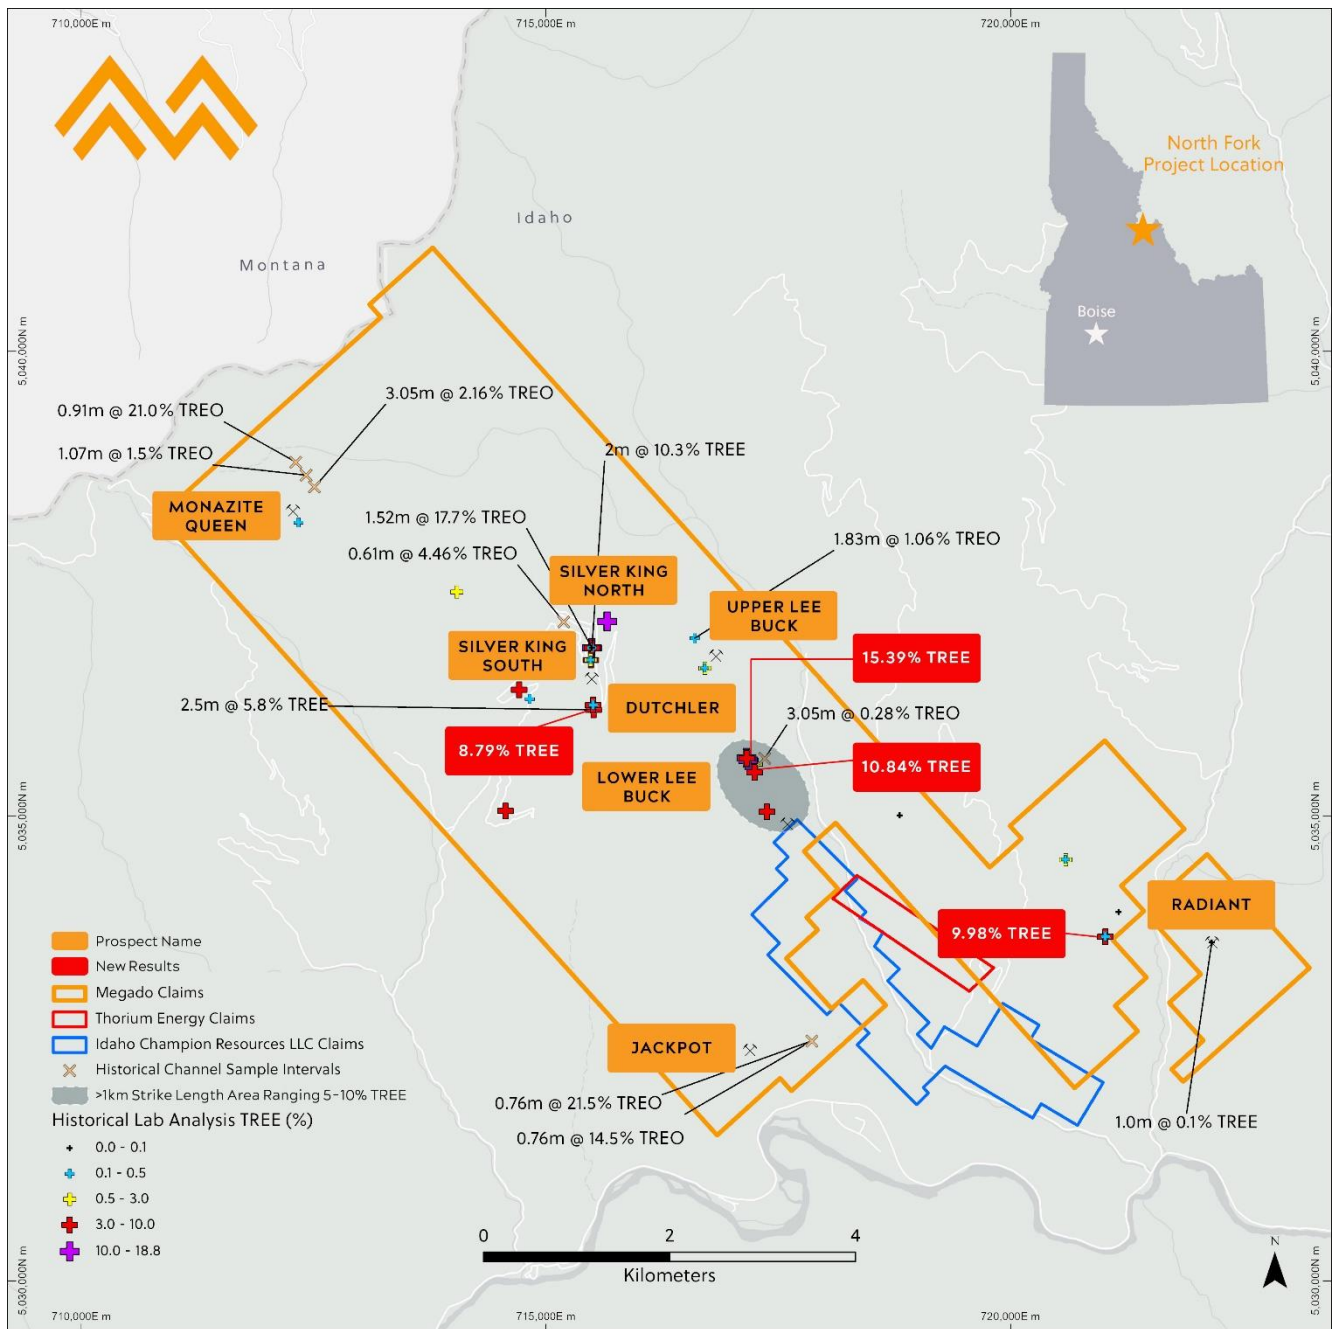 710,000E m
715,000E m
720,000E m
North Fork
Project Location
Idaho
Montana
Boise
5,040,000N m
5,040,000N m
3.05m @ 2.16% TREO
0.91m @ 21.0% TREO
1.07m @ 1.5% TREO
2m @ 10.3% TREE
MONAZITE
QUEEN
1.52m @ 17.7% TREO
1.83m @ 1.06% TREO
0.61m @ 4.46% TREO
SILVER KING
NORTH
UPPER LEE
BUCK
SILVER KING
SOUTH
15.39% TREE
2.5m @ 5.8% TREE
DUTCHLER
3.05m @ 0.28% TREO
8.79% TREE
10.84% TREE
LOWER LEE
BUCK
5,035,000N m
5,035,000N m
RADIANT
9.98% TREE
Prospect Name
New Results
Megado Claims
Thorium Energy Claims
Idaho Champion Resources LLC Claims
Historical Channel Sample Intervals
>1km Strike Length Area Ranging 5-10% TREE
JACKPOT
0.76m @ 21.5% TREO
0.76m @ 14.5% TREO
1.0m @ 0.1% TREE
Historical Lab Analysis TREE (%)
0.0 - 0.1
0.1 - 0.5
0.5 - 3.0
3.0 - 10.0
10.0 - 18.8
0 2 4
Kilometers
N
5,030,000N m
5,030,000N m
710,000E m
715,000E m
720,000E m